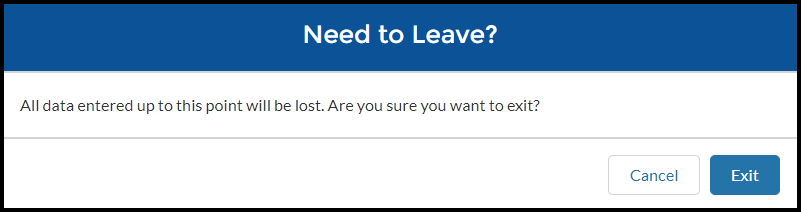 Need to Leave?
All data entered up to this point will be lost. Are you sure you want to exit?
Cancel Exit